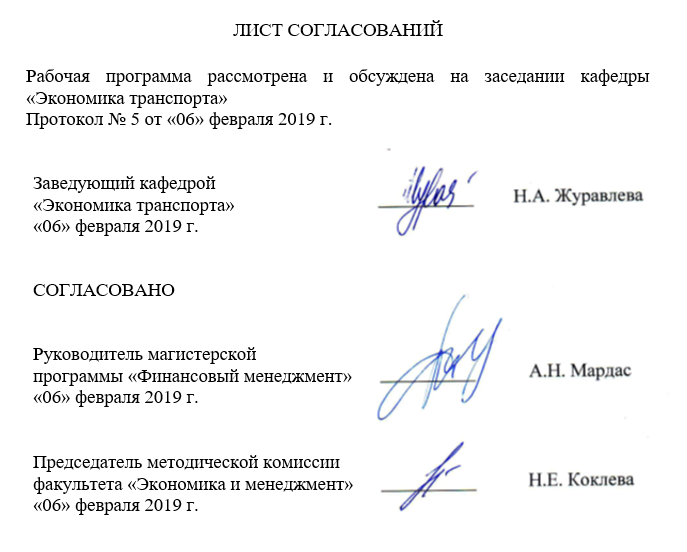 ЛИСТ СОГЛАСОВАНИЙ
Рабочая программа рассмотрена и обсуждена на заседании кафедры
«Экономика транспорта»
Протокол № 5 от «06» февраля 2019 г.
Заведующий кафедрой
«Экономика транспорта» Н.А. Журавлева
«06» февраля 2019 г.
СОГЛАСОВАНО
Руководитель магистерской
программы «Финансовый менеджмент» А.Н. Мардас
«06» февраля 2019 г.
Председатель методической комиссии
факультета «Экономика и менеджмент» Н.Е. Коклева
«06» февраля 2019 г.